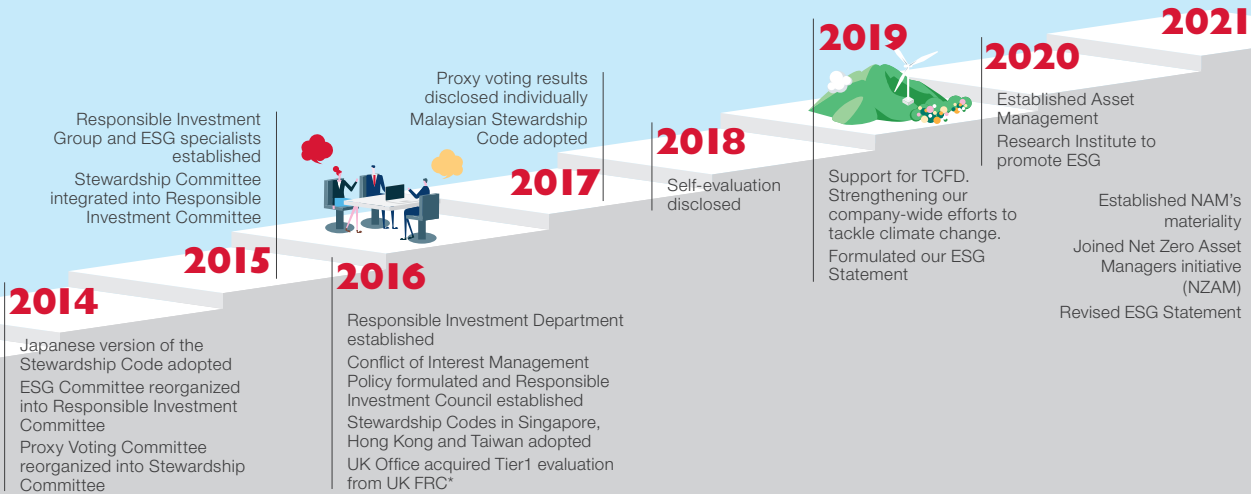 2014
Japanese version of the
Stewardship Code adopted
ESG Committee reorganized
into Responsible Investment
Committee
Proxy Voting Committee
reorganized into Stewardship
Committee
Responsible Investment
Group and ESG specialists
established
Stewardship Committee
integrated into Responsible
Investment Committee
2015
2016
Responsible Investment Department
established
Conflict of Interest Management
Policy formulated and Responsible
Investment Council established
Stewardship Codes in Singapore,
Hong Kong and Taiwan adopted
UK Office acquired Tier1 evaluation
from UK FRC*
Proxy voting results
disclosed individually
Malaysian Stewardship
Code adopted
2017
2018
Self-evaluation
disclosed
2019
Support for TCFD.
Strengthening our
company-wide efforts to
tackle climate change.
Formulated our ESG
Statement
2020
Established Asset
Management
Research Institute to
promote ESG
2021
Established NAM's
materiality
Joined Net Zero Asset
Managers initiative
(NZAM)
Revised ESG Statement